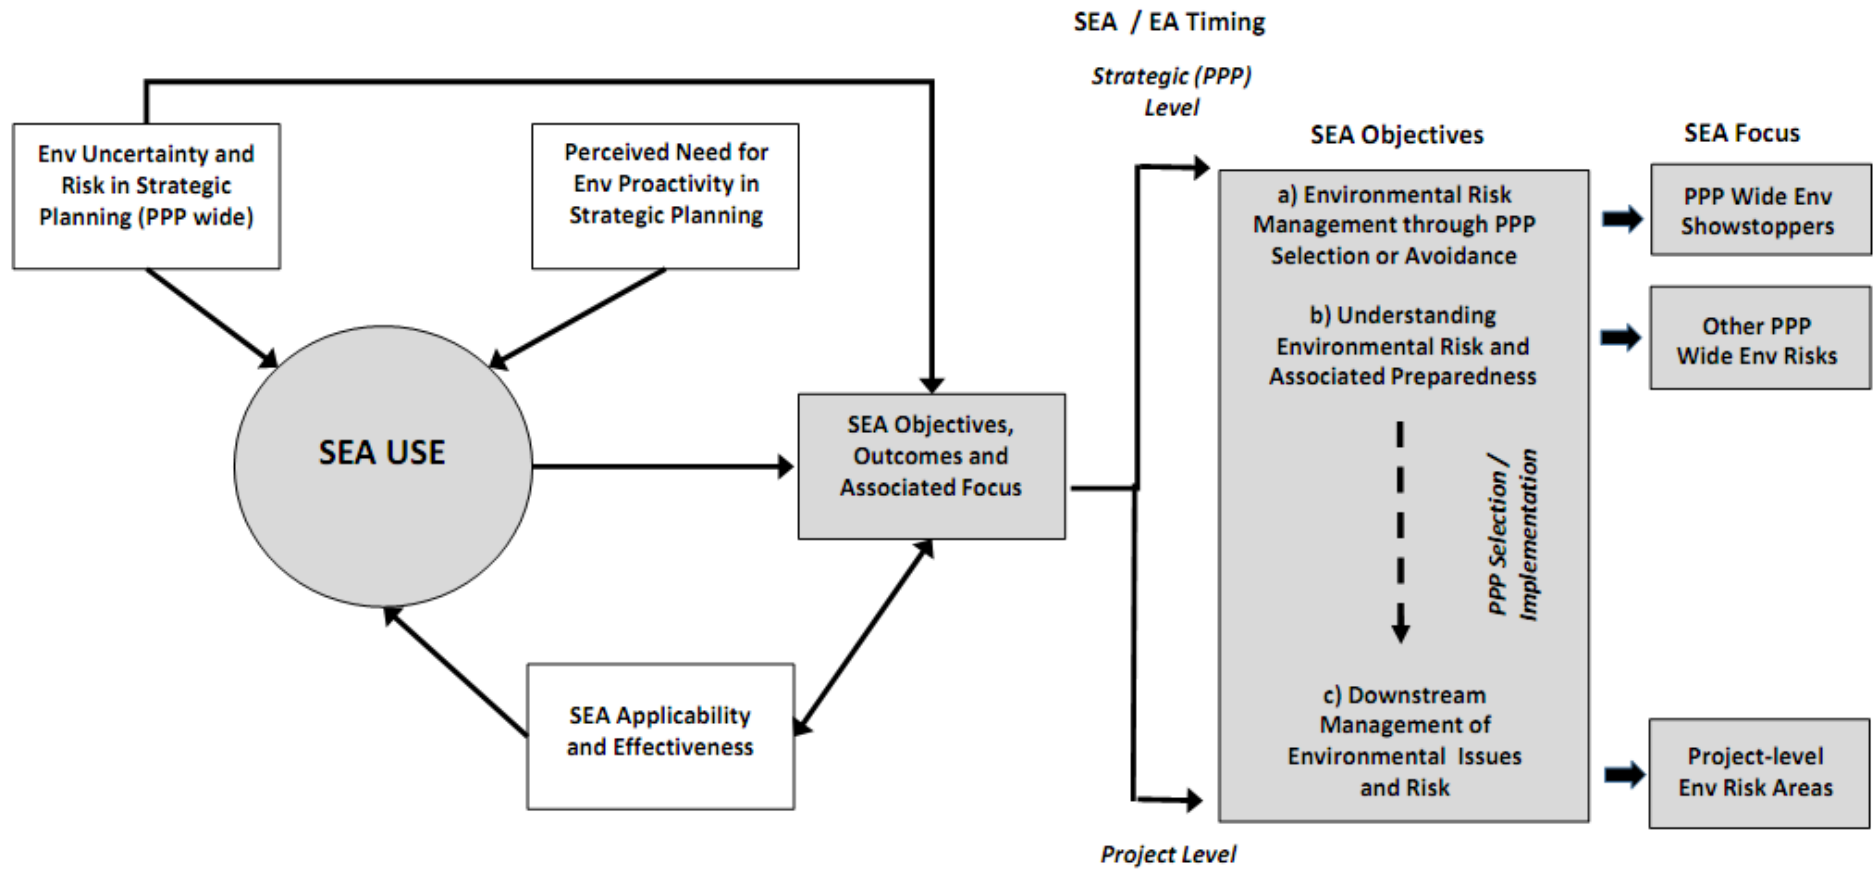 SEA / EA Timing
Strategic (PPP)
Level
Env Uncertainty and
Risk in Strategic
Planning (PPP wide)
Perceived Need for
Env Proactivity in
Strategic Planning
SEA USE
SEA Objectives,
Outcomes and
Associated Focus
SEA Applicability
and Effectiveness
SEA Objectives
a) Environmental Risk
Management through PPP
Selection or Avoidance
b) Understanding
Environmental Risk and
Associated Preparedness
PPP Selection /
Implementation
c) Downstream
Management of
Environmental Issues
and Risk
SEA Focus
PPP Wide Env
Showstoppers
Other PPP
Wide Env Risks
Project-level
Env Risk Areas
Project Level